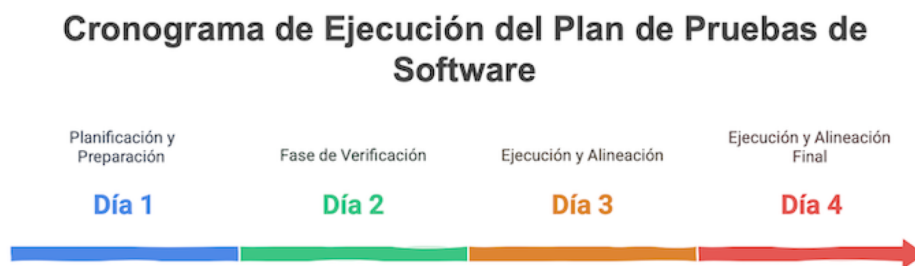 Cronograma de Ejecución del Plan de Pruebas de
Software
Planificación y
Preparación
Día 1
Fase de Verificación
Día 2
Ejecución y Alineación
Día 3
Ejecución y Alineación
Final
Día 4